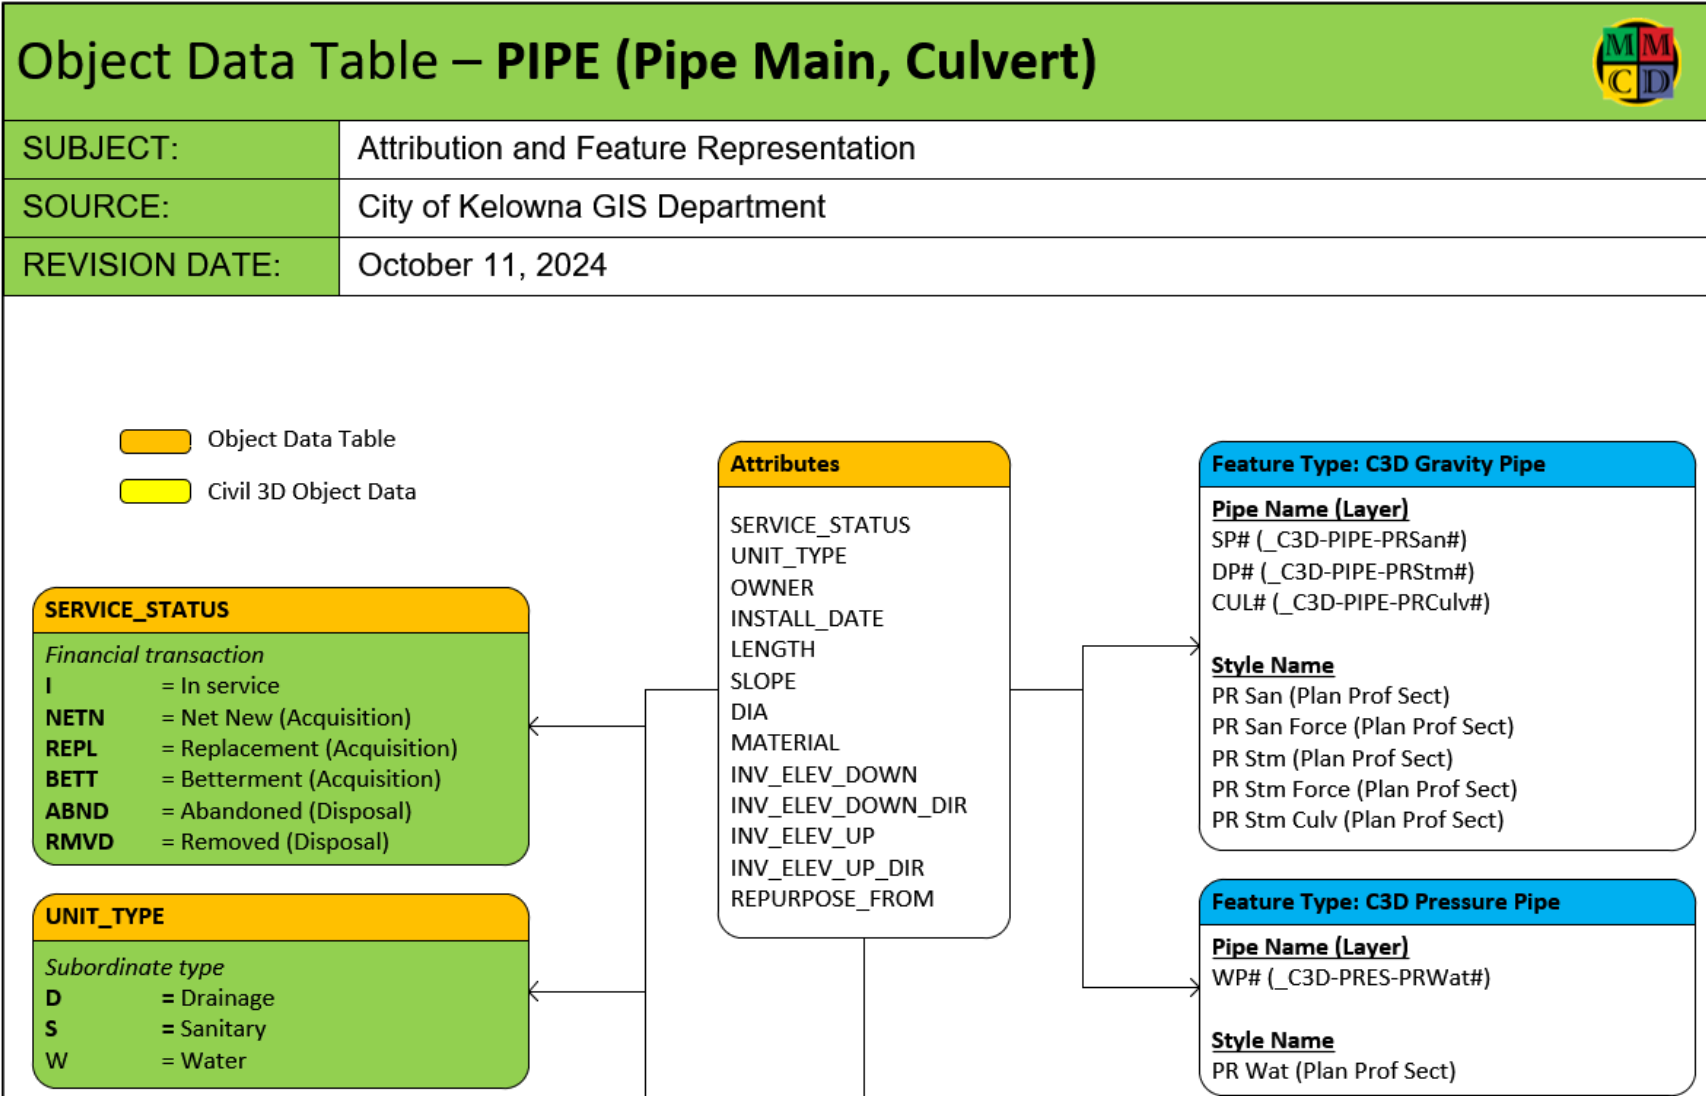 Object Data Table – PIPE (Pipe Main, Culvert)
M M
C D
SUBJECT: Attribution and Feature Representation
SOURCE: City of Kelowna GIS Department
REVISION DATE: October 11, 2024
Object Data Table
Civil 3D Object Data
SERVICE_STATUS
Financial transaction
I = In service
NETN = Net New (Acquisition)
REPL = Replacement (Acquisition)
BETT = Betterment (Acquisition)
ABND = Abandoned (Disposal)
RMVD = Removed (Disposal)
UNIT_TYPE
Subordinate type
D = Drainage
S = Sanitary
W = Water
Attributes
SERVICE_STATUS
UNIT_TYPE
OWNER
INSTALL_DATE
LENGTH
SLOPE
DIA
MATERIAL
INV_ELEV_DOWN
INV_ELEV_DOWN_DIR
INV_ELEV_UP
INV_ELEV_UP_DIR
REPURPOSE_FROM
Feature Type: C3D Gravity Pipe
Pipe Name (Layer)
SP# (_C3D-PIPE-PRSan#)
DP# (_C3D-PIPE-PRStm#)
CUL# (_C3D-PIPE-PRCulv#)
Style Name
PR San (Plan Prof Sect)
PR San Force (Plan Prof Sect)
PR Stm (Plan Prof Sect)
PR Stm Force (Plan Prof Sect)
PR Stm Culv (Plan Prof Sect)
Feature Type: C3D Pressure Pipe
Pipe Name (Layer)
WP# (_C3D-PRES-PRWat#)
Style Name
PR Wat (Plan Prof Sect)